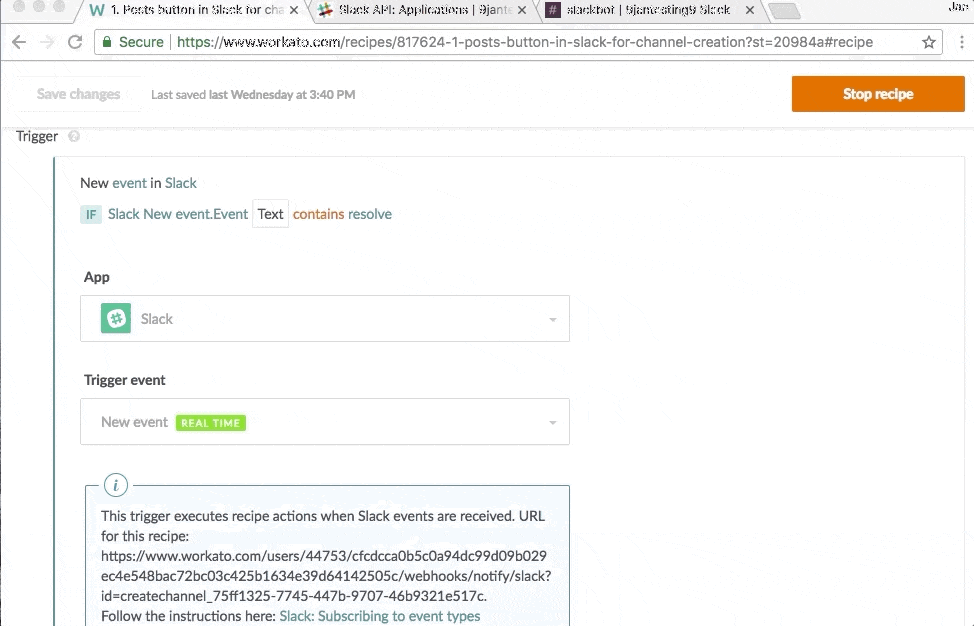 1. Posts button in Slack for cha
Slack API: Applications | 9jante
slackbot | 9jantesting9 Slack
Jan
Secure | https://www.workato.com/recipes/817624-1-posts-button-in-slack-for-channel-creation?st=20984a#recipe
Save changes Last saved last Wednesday at 3:40 PM Stop recipe
Trigger
New event in Slack
IF Slack New event.Event Text contains resolve
App
Slack
Trigger event
New event REAL TIME
This trigger executes recipe actions when Slack events are received. URL
for this recipe:
https://www.workato.com/users/44753/cfcdcca0b5c0a94dc99d09b029
ec4e548bac72bc03c425b1634e39d64142505c/webhooks/notify/slack?
id=createchannel_75ff1325-7745-447b-9707-46b9321e517c.
Follow the instructions here: Slack: Subscribing to event types